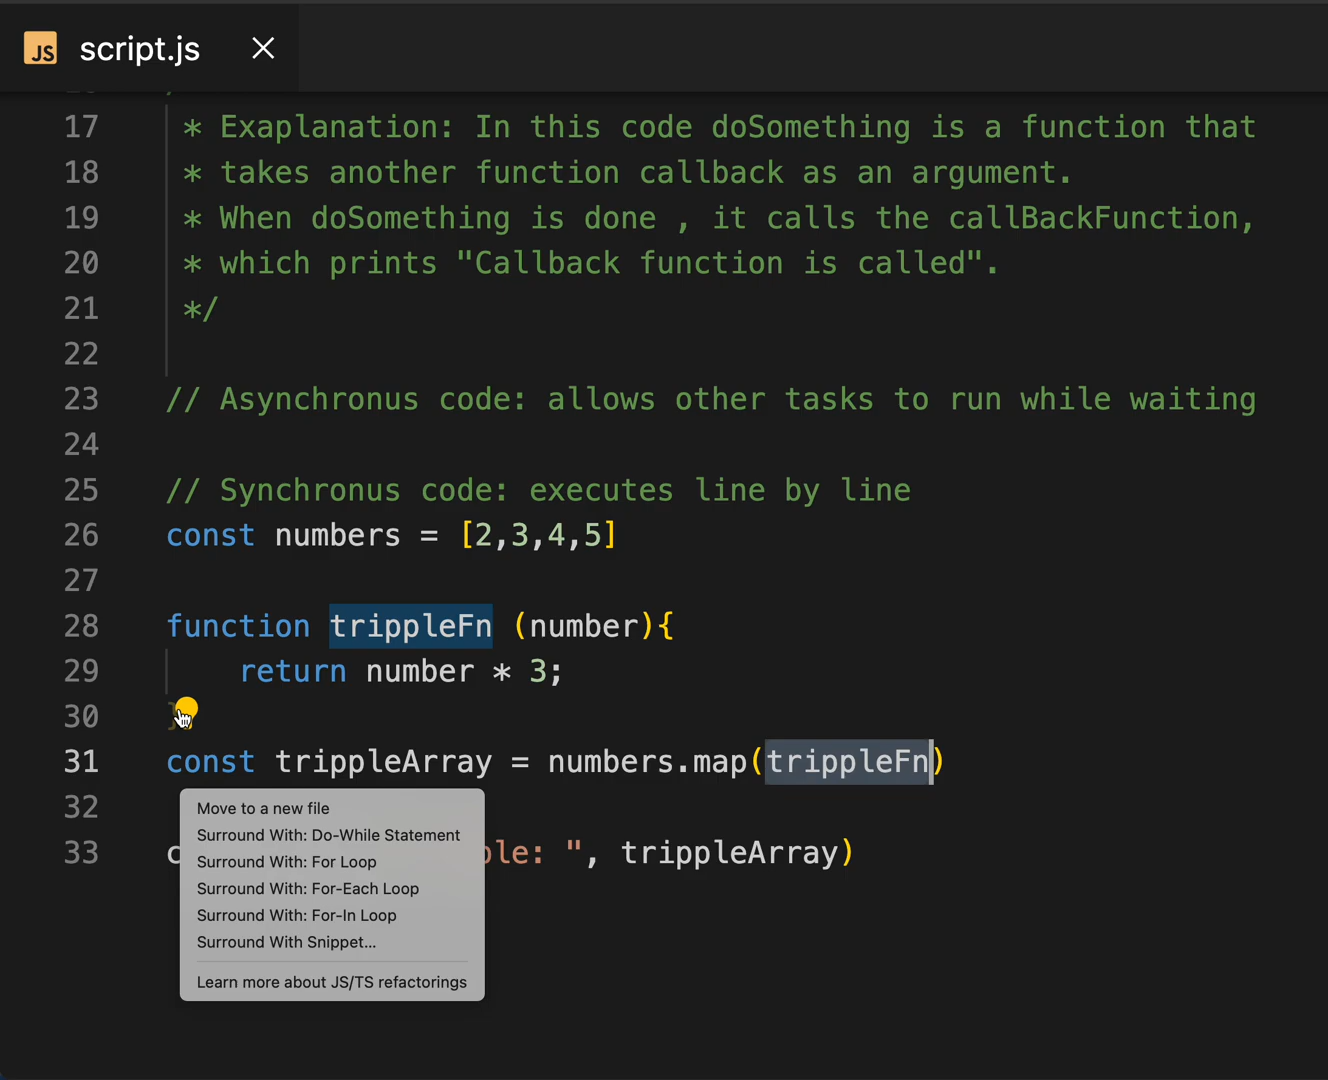 JS script.js
17 * Exaplanation: In this code doSomething is a function that
18 * takes another function callback as an argument.
19 * When doSomething is done , it calls the callBackFunction,
20 * which prints "Callback function is called".
21 */
22
23 // Asynchronus code: allows other tasks to run while waiting
24
25 // Synchronus code: executes line by line
26 const numbers = [2,3,4,5]
27
28 function trippleFn (number){
29 return number * 3;
30 }
31 const trippleArray = numbers.map(trippleFn)
32
33 c ple: ", trippleArray)
Move to a new file
Surround With: Do-While Statement
Surround With: For Loop
Surround With: For-Each Loop
Surround With: For-In Loop
Surround With Snippet...
Learn more about JS/TS refactorings